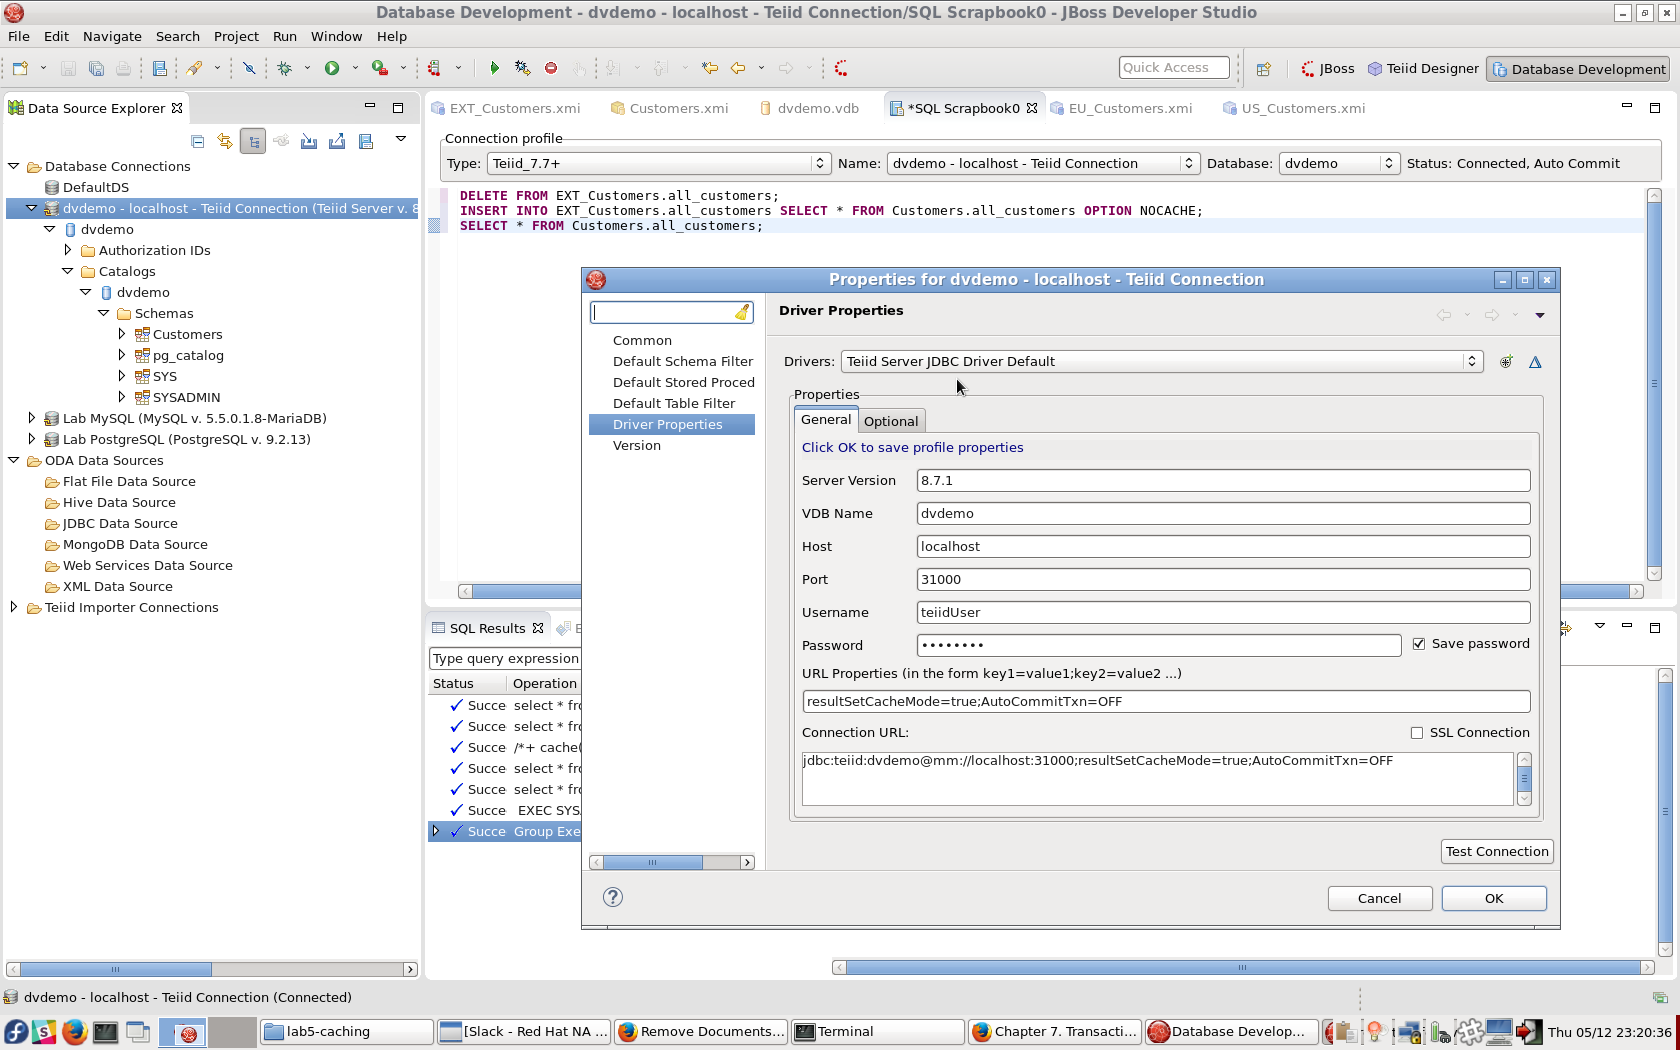 Database Development - dvdemo - localhost - Teiid Connection/SQL Scrapbook0 - JBoss Developer Studio
File Edit Navigate Search Project Run Window Help
Quick Access
JBoss
Teiid Designer
Database Development
Data Source Explorer
EXT_Customers.xmi
Customers.xmi
dvdemo.vdb
*SQL Scrapbook0
EU_Customers.xmi
US_Customers.xmi
Connection profile
Type: Teiid_7.7+ Name: dvdemo - localhost - Teiid Connection Database: dvdemo Status: Connected, Auto Commit
Database Connections
DefaultDS
dvdemo - localhost - Teiid Connection (Teiid Server v. 8
dvdemo
Authorization IDs
Catalogs
dvdemo
Schemas
Customers
pg_catalog
SYS
SYSADMIN
Lab MySQL (MySQL v. 5.5.0.1.8-MariaDB)
Lab PostgreSQL (PostgreSQL v. 9.2.13)
ODA Data Sources
Flat File Data Source
Hive Data Source
JDBC Data Source
MongoDB Data Source
Web Services Data Source
XML Data Source
Teiid Importer Connections
DELETE FROM EXT_Customers.all_customers;
INSERT INTO EXT_Customers.all_customers SELECT * FROM Customers.all_customers OPTION NOCACHE;
SELECT * FROM Customers.all_customers;
Properties for dvdemo - localhost - Teiid Connection
Common
Default Schema Filter
Default Stored Proced
Default Table Filter
Driver Properties
Version
Driver Properties
Drivers: Teiid Server JDBC Driver Default
Properties
General Optional
Click OK to save profile properties
Server Version 8.7.1
VDB Name dvdemo
Host localhost
Port 31000
Username teiidUser
Password •••••••• Save password
URL Properties (in the form key1=value1;key2=value2 ...)
resultSetCacheMode=true;AutoCommitTxn=OFF
Connection URL: SSL Connection
jdbc:teiid:dvdemo@mm://localhost:31000;resultSetCacheMode=true;AutoCommitTxn=OFF
Test Connection
Cancel OK
SQL Results
Type query expression
Status Operation
Succe select * fro
Succe select * fro
Succe /*+ cache(
Succe select * fro
Succe select * fro
Succe EXEC SYS
Succe Group Exe
dvdemo - localhost - Teiid Connection (Connected)
lab5-caching
[Slack - Red Hat NA ...
Remove Documents...
Terminal
Chapter 7. Transacti...
Database Develop...
Thu 05/12 23:20:36